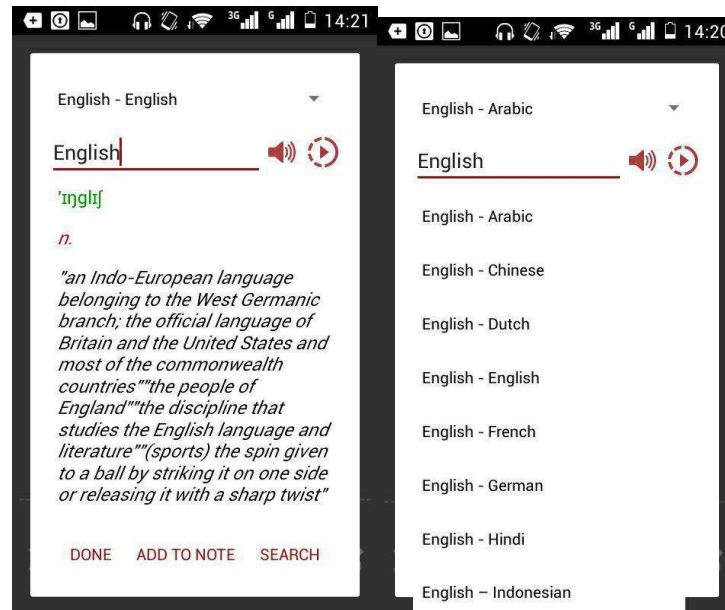 3G G 14:21
English - English
English
'ɪŋglɪʃ
n.
"an Indo-European language
belonging to the West Germanic
branch; the official language of
Britain and the United States and
most of the commonwealth
countries""the people of
England""the discipline that
studies the English language and
literature""(sports) the spin given
to a ball by striking it on one side
or releasing it with a sharp twist"
DONE ADD TO NOTE SEARCH
3G G 14:20
English - Arabic
English
English - Arabic
English - Chinese
English - Dutch
English - English
English - French
English - German
English - Hindi
English – Indonesian